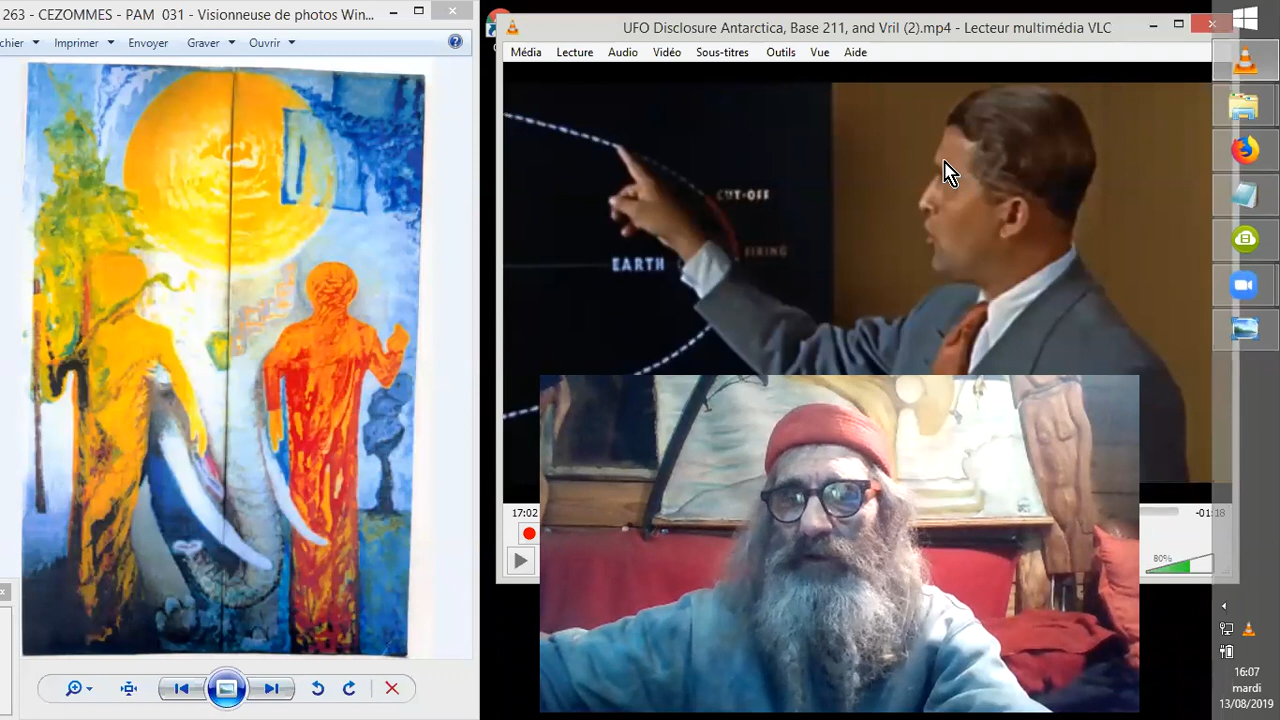 263 - CEZOMMES - PAM 031 - Visionneuse de photos Win...
chier Imprimer Envoyer Graver Ouvrir
UFO Disclosure Antarctica, Base 211, and Vril (2).mp4 - Lecteur multimédia VLC
Média Lecture Audio Vidéo Sous-titres Outils Vue Aide
CUT-OFF
FIRING
EARTH
17:02
-01:18
80%
16:07
mardi
13/08/2019